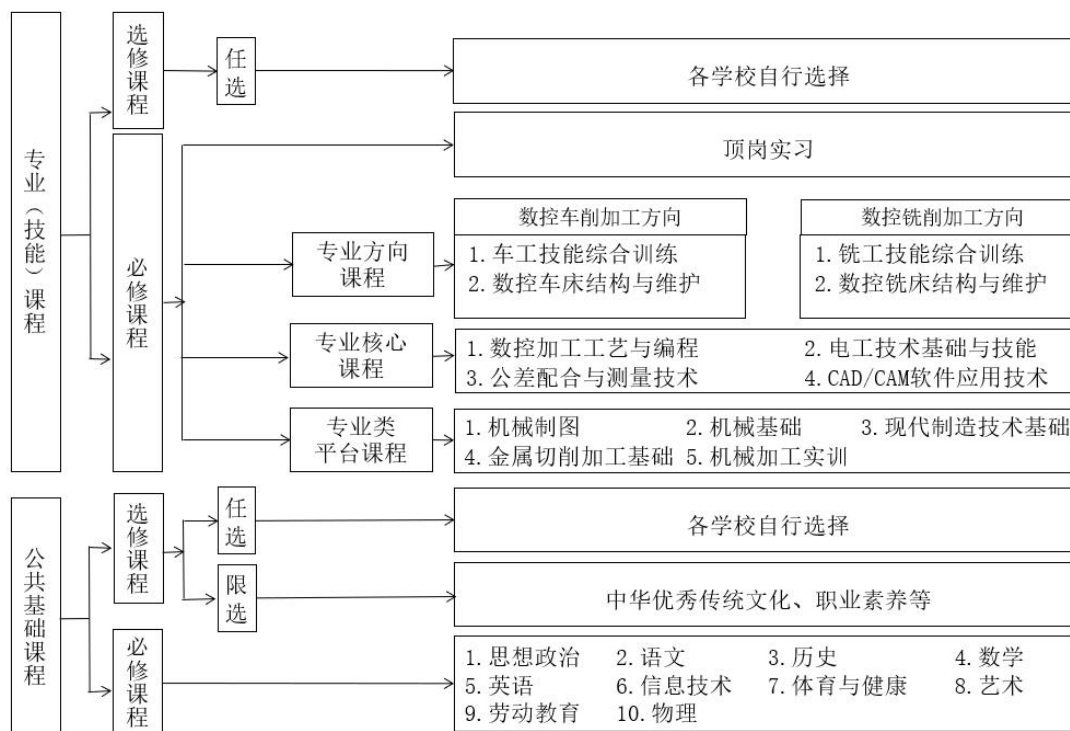 专业（技能）课程
选修课程
任选
各学校自行选择
必修课程
顶岗实习
专业方向
课程
数控车削加工方向
1.车工技能综合训练
2.数控车床结构与维护
数控铣削加工方向
1.铣工技能综合训练
2.数控铣床结构与维护
专业核心
课程
1.数控加工工艺与编程 2.电工技术基础与技能
3.公差配合与测量技术 4.CAD/CAM软件应用技术
专业类
平台课程
1.机械制图 2.机械基础 3.现代制造技术基础
4.金属切削加工基础 5.机械加工实训
公共基础课程
选修课程
任选
各学校自行选择
限选
中华优秀传统文化、职业素养等
必修课程
1.思想政治 2.语文 3.历史 4.数学
5.英语 6.信息技术 7.体育与健康 8.艺术
9.劳动教育 10.物理